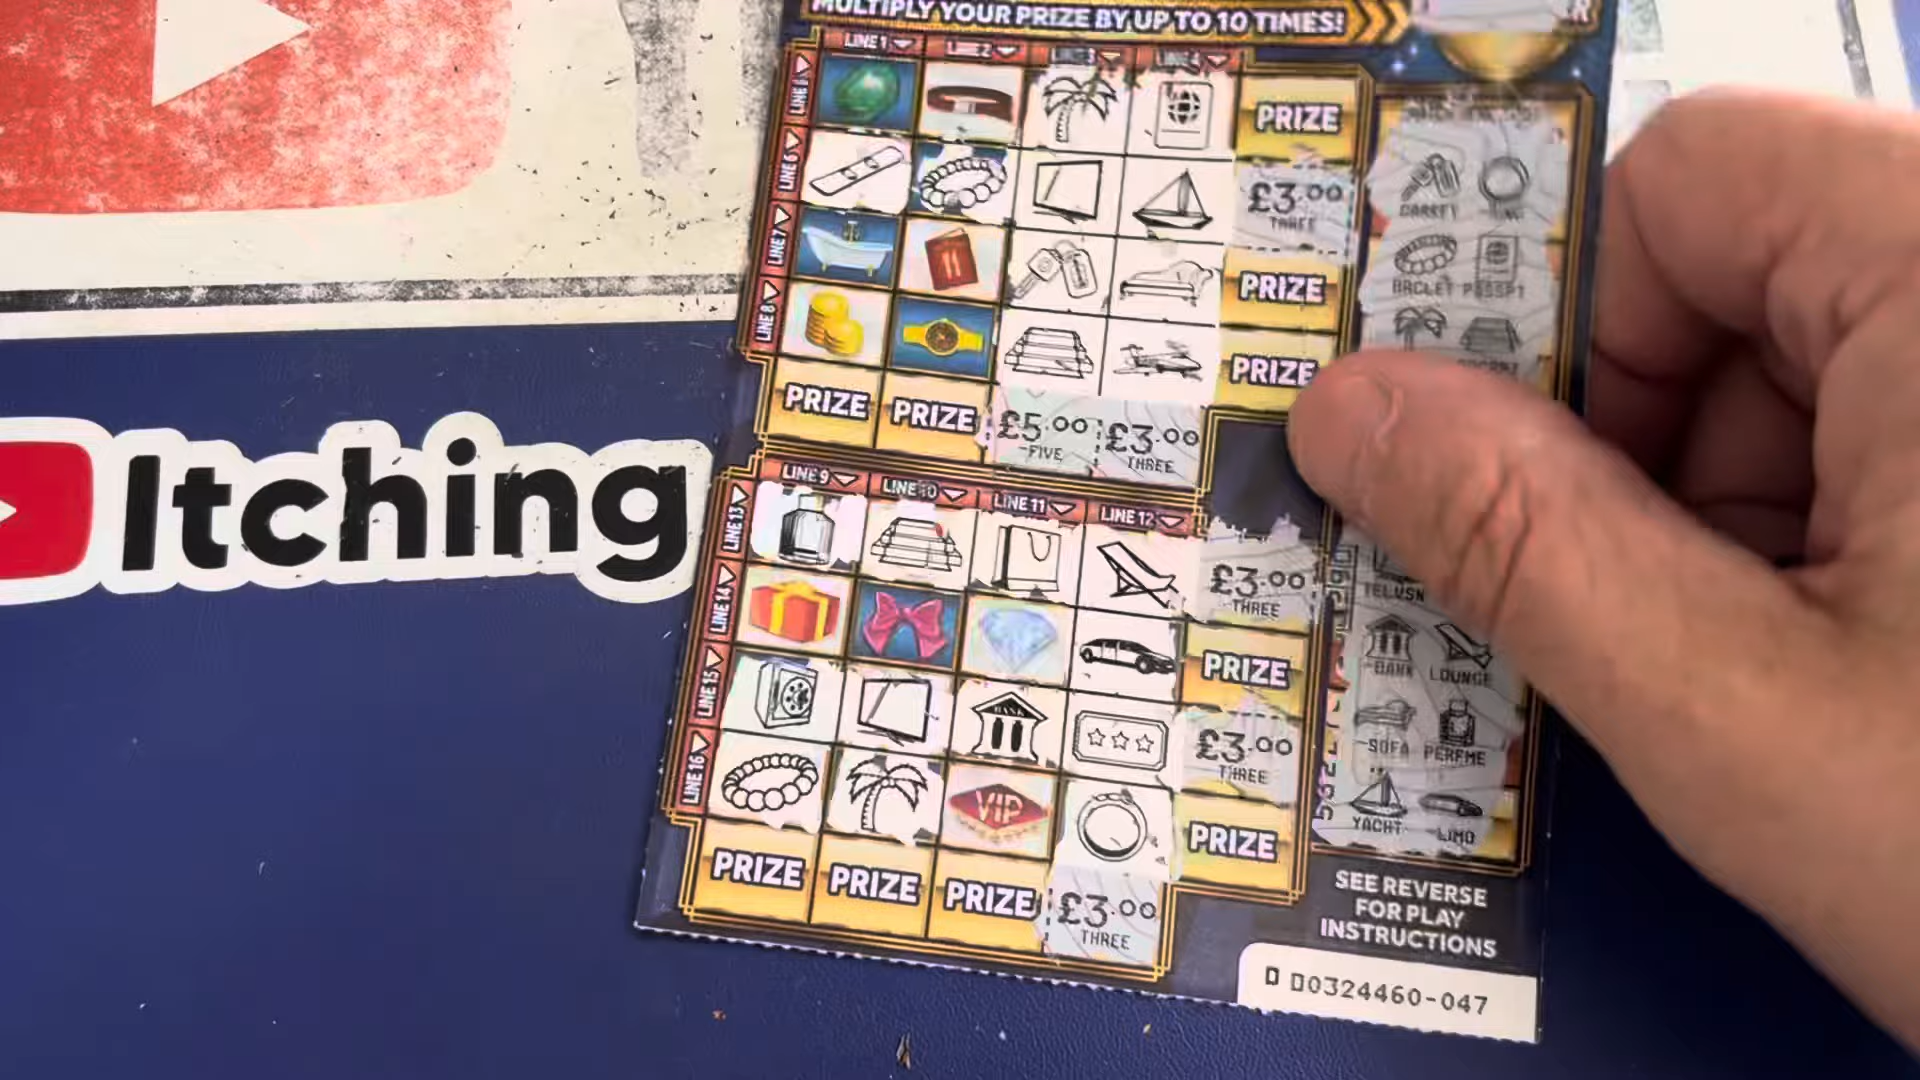 MULTIPLY YOUR PRIZE BY UP TO 10 TIMES!
LINE 1 LINE 2 LINE 3 LINE 4
LINE 5
PRIZE
LINE 6
£3.00
THREE
LINE 7
PRIZE
LINE 8
PRIZE
PRIZE PRIZE £5.00 £3.00
FIVE THREE
LINE 9 LINE 10 LINE 11 LINE 12
LINE 13
£3.00
THREE
LINE 14
PRIZE
LINE 15
BANK
£3.00
THREE
LINE 16
VIP
PRIZE
PRIZE PRIZE PRIZE £3.00
THREE
BRCLET PASSPT
TELVSN
BANK LOUNGE
SOFA PERFME
YACHT LIMO
SEE REVERSE
FOR PLAY
INSTRUCTIONS
D D0324460-047
Itching